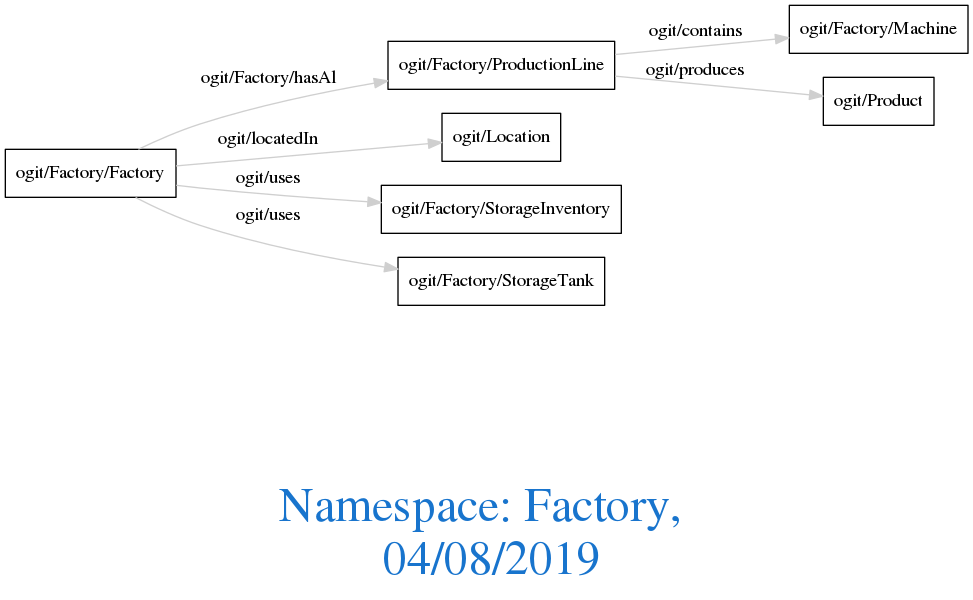 ogit/Factory/Machine
ogit/contains
ogit/Factory/ProductionLine
ogit/produces
ogit/Factory/hasAl
ogit/Product
ogit/locatedIn
ogit/Location
ogit/Factory/Factory
ogit/uses
ogit/Factory/StorageInventory
ogit/uses
ogit/Factory/StorageTank
Namespace: Factory,
04/08/2019